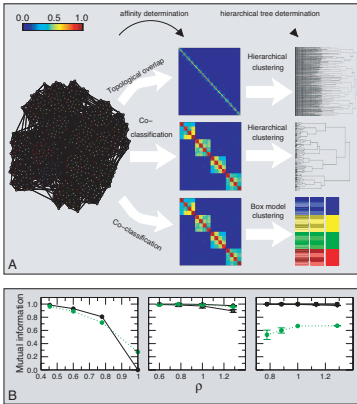 affinity determination hierarchical tree determination
0.0 0.5 1.0
Topological overlap
Hierarchical
clustering
Co–
classification
Hierarchical
clustering
Co–classification
Box model
clustering
A
Mutual information
1.0
0.8
0.6
0.4
0.2
0.0
0.4 0.5 0.6 0.7 0.8 0.9 1
0.6 0.8 1 1.2
0.8 1 1.2
ρ
B